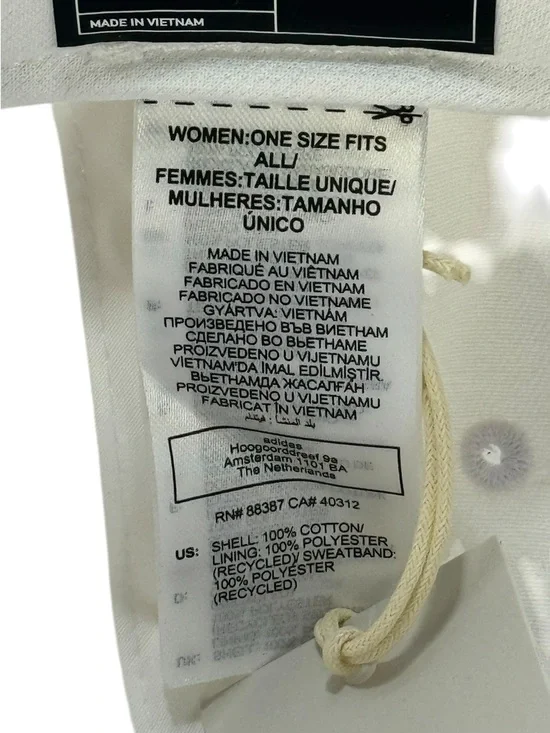 MADE IN VIETNAM
WOMEN:ONE SIZE FITS
ALL/
FEMMES:TAILLE UNIQUE/
MULHERES:TAMANHO
ÚNICO
MADE IN VIETNAM
FABRIQUÉ AU VIÊTNAM
FABRICADO EN VIETNAM
FABRICADO NO VIETNAME
GYÁRTVA: VIETNÁM
ПРОИЗВЕДЕНО ВЪВ ВИЕТНАМ
СДЕЛАНО ВО ВЬЕТНАМЕ
PROIZVEDENO U VIJETNAMU
VIETNAM'DA İMAL EDİLMİŞTİR
ВЬЕТНАМДА ЖАСАЛҒАН
PROIZVEDENO U VIJETNAMU
FABRICAT ÎN VIETNAM
بلد المنشأ: فيتنام
adidas
Hoogoorddreef 9a
Amsterdam 1101 BA
The Netherlands
RN# 88387 CA# 40312
US: SHELL: 100% COTTON/
LINING: 100% POLYESTER
(RECYCLED)/ SWEATBAND:
100% POLYESTER
(RECYCLED)